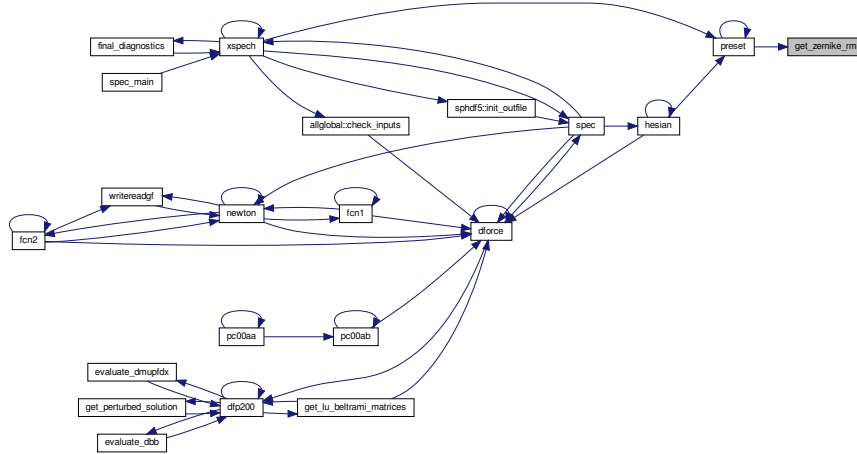 final_diagnostics
xspech
preset
get_zernike_rm
spec_main
sphdf5::init_outfile
allglobal::check_inputs
spec
hesian
writereadgf
newton
fcn1
fcn2
dforce
pc00aa
pc00ab
evaluate_dmupfdx
get_perturbed_solution
dfp200
get_lu_beltrami_matrices
evaluate_dbb